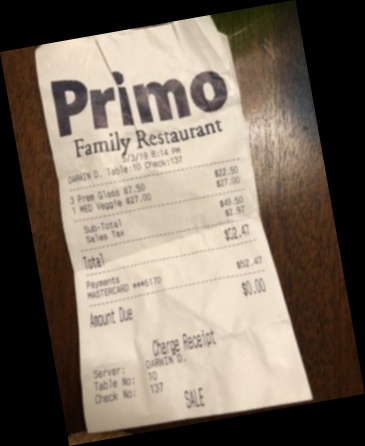 Primo
Family Restaurant
5/3/19 8:14 PM
DARWIN D. Table:10 Check:137
3 Prem Glass @7.50 $22.50
1 MED Veggie @27.00 $27.00
Sub-Total $49.50
Sales Tax $2.97
Total $52.47
Payments
MASTERCARD ***6170 $52.47
Amount Due $0.00
Charge Receipt
Server: DARWIN D.
Table No: 10
Check No: 137
SALE